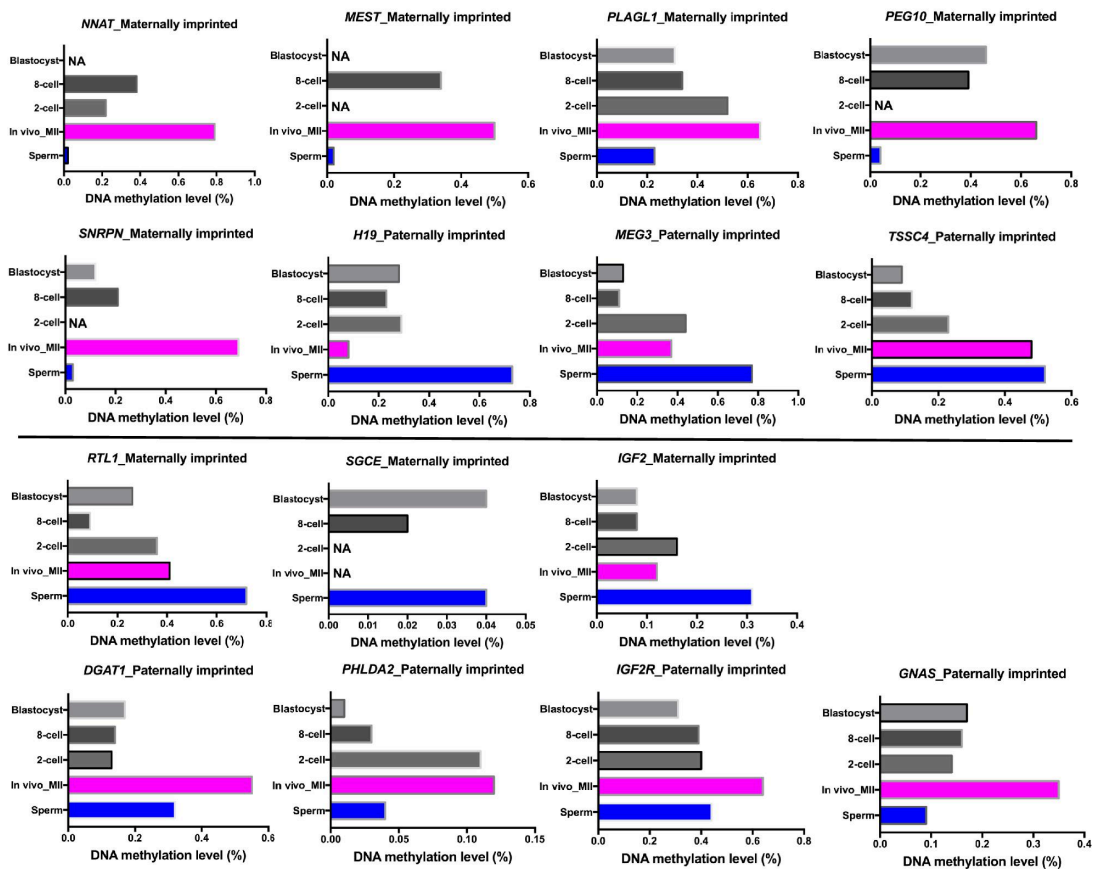 NNAT_Maternally imprinted
Blastocyst NA
8-cell
2-cell
In vivo_MII
Sperm
0.0 0.2 0.4 0.6 0.8 1.0
DNA methylation level (%)
MEST_Maternally imprinted
Blastocyst NA
8-cell
2-cell NA
In vivo_MII
Sperm
0.0 0.2 0.4 0.6
DNA methylation level (%)
PLAGL1_Maternally imprinted
Blastocyst
8-cell
2-cell
In vivo_MII
Sperm
0.0 0.2 0.4 0.6 0.8
DNA methylation level (%)
PEG10_Maternally imprinted
Blastocyst
8-cell
2-cell NA
In vivo_MII
Sperm
0.0 0.2 0.4 0.6 0.8
DNA methylation level (%)
SNRPN_Maternally imprinted
Blastocyst
8-cell
2-cell NA
In vivo_MII
Sperm
0.0 0.2 0.4 0.6 0.8
DNA methylation level (%)
H19_Paternally imprinted
Blastocyst
8-cell
2-cell
In vivo_MII
Sperm
0.0 0.2 0.4 0.6 0.8
DNA methylation level (%)
MEG3_Paternally imprinted
Blastocyst
8-cell
2-cell
In vivo_MII
Sperm
0.0 0.2 0.4 0.6 0.8 1.0
DNA methylation level (%)
TSSC4_Paternally imprinted
Blastocyst
8-cell
2-cell
In vivo_MII
Sperm
0.0 0.2 0.4 0.6
DNA methylation level (%)
RTL1_Maternally imprinted
Blastocyst
8-cell
2-cell
In vivo_MII
Sperm
0.0 0.2 0.4 0.6 0.8
DNA methylation level (%)
SGCE_Maternally imprinted
Blastocyst
8-cell
2-cell NA
In vivo_MII NA
Sperm
0.00 0.01 0.02 0.03 0.04 0.05
DNA methylation level (%)
IGF2_Maternally imprinted
Blastocyst
8-cell
2-cell
In vivo_MII
Sperm
0.0 0.1 0.2 0.3 0.4
DNA methylation level (%)
DGAT1_Paternally imprinted
Blastocyst
8-cell
2-cell
In vivo_MII
Sperm
0.0 0.2 0.4 0.6
DNA methylation level (%)
PHLDA2_Paternally imprinted
Blastocyst
8-cell
2-cell
In vivo_MII
Sperm
0.00 0.05 0.10 0.15
DNA methylation level (%)
IGF2R_Paternally imprinted
Blastocyst
8-cell
2-cell
In vivo_MII
Sperm
0.0 0.2 0.4 0.6 0.8
DNA methylation level (%)
GNAS_Paternally imprinted
Blastocyst
8-cell
2-cell
In vivo_MII
Sperm
0.0 0.1 0.2 0.3 0.4
DNA methylation level (%)